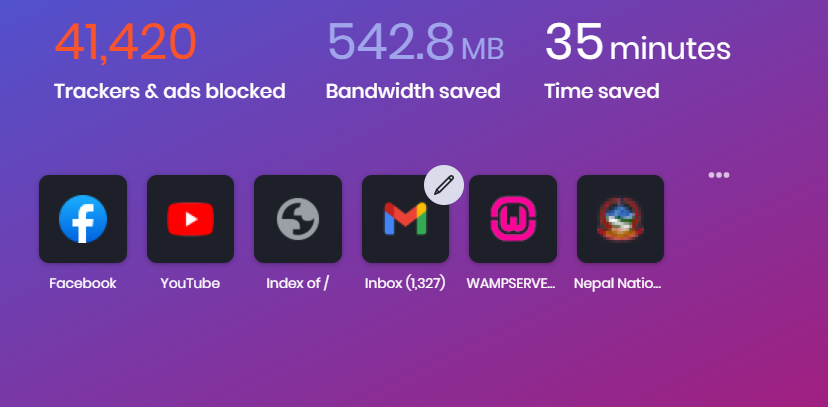 41,420 542.8 MB 35 minutes
Trackers & ads blocked Bandwidth saved Time saved
Facebook YouTube Index of / Inbox (1,327) WAMPSERVE... Nepal Natio...